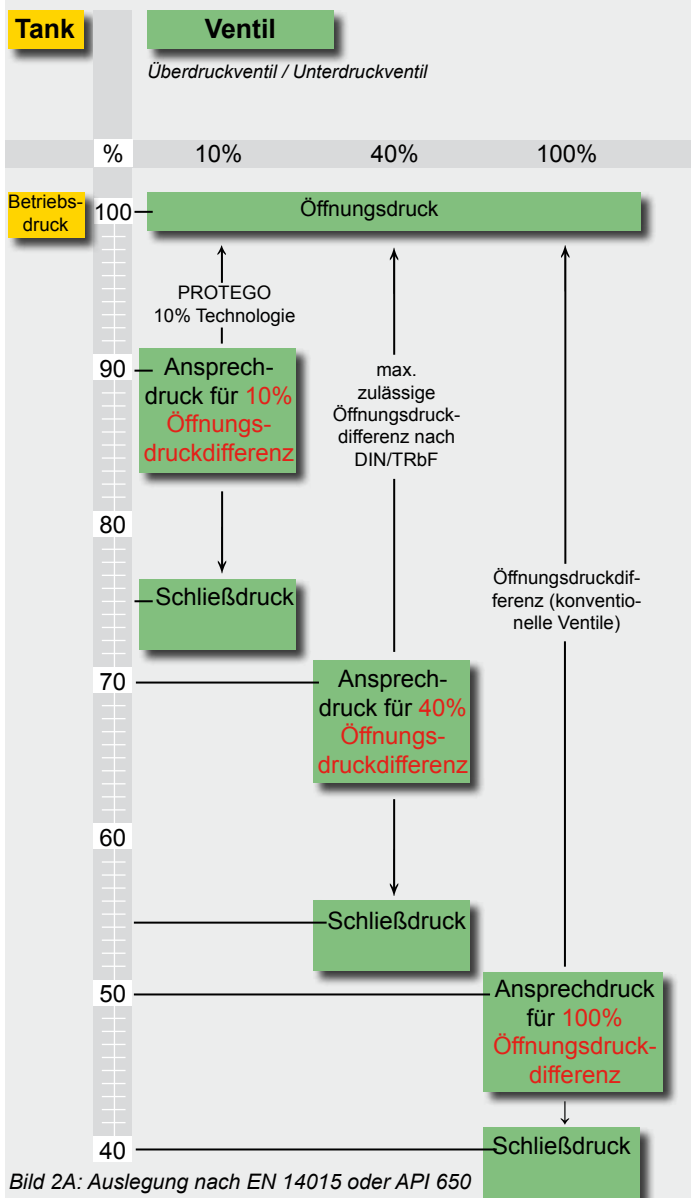 Tank
Ventil
Überdruckventil / Unterdruckventil
% 10% 40% 100%
Betriebs-
druck
100
Öffnungsdruck
PROTEGO
10% Technologie
90
Ansprech-
druck für 10%
Öffnungs-
druckdifferenz
max.
zulässige
Öffnungsdruck-
differenz nach
DIN/TRbF
80
Schließdruck
Öffnungsdruckdif-
ferenz (konventio-
nelle Ventile)
70
Ansprech-
druck für 40%
Öffnungs-
druckdifferenz
60
Schließdruck
50
Ansprechdruck
für 100%
Öffnungsdruck-
differenz
40
Schließdruck
Bild 2A: Auslegung nach EN 14015 oder API 650